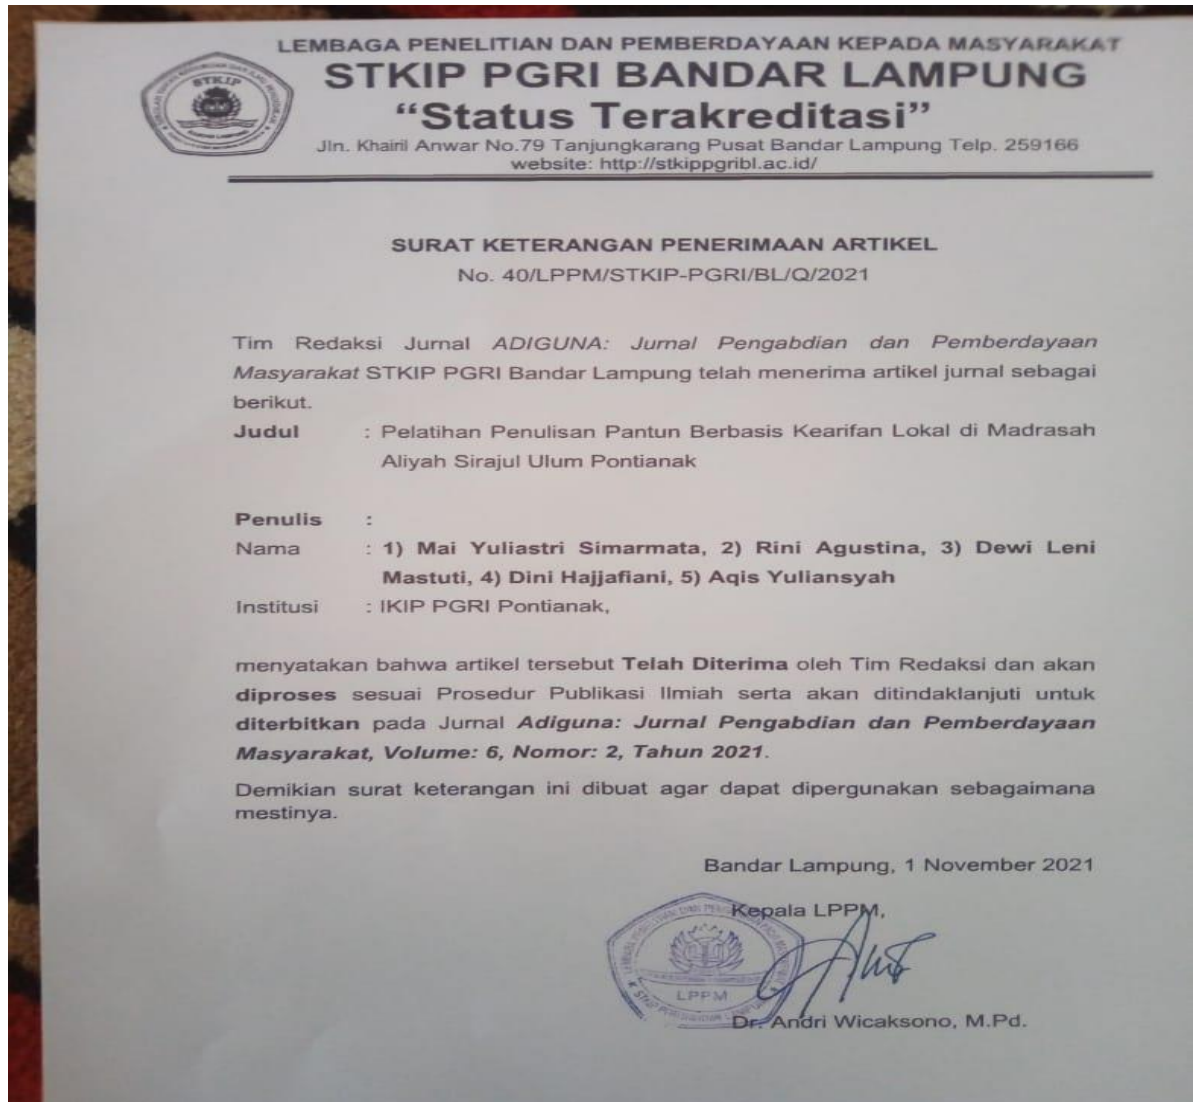 LEMBAGA PENELITIAN DAN PEMBERDAYAAN KEPADA MASYARAKAT
STKIP PGRI BANDAR LAMPUNG
“Status Terakreditasi”
Jln. Khairil Anwar No.79 Tanjungkarang Pusat Bandar Lampung Telp. 259166
website: http://stkippgribl.ac.id/
STKIP
SURAT KETERANGAN PENERIMAAN ARTIKEL
No. 40/LPPM/STKIP-PGRI/BL/Q/2021
Tim Redaksi Jurnal ADIGUNA: Jurnal Pengabdian dan Pemberdayaan
Masyarakat STKIP PGRI Bandar Lampung telah menerima artikel jurnal sebagai
berikut.
Judul : Pelatihan Penulisan Pantun Berbasis Kearifan Lokal di Madrasah
Aliyah Sirajul Ulum Pontianak
Penulis :
Nama : 1) Mai Yuliastri Simarmata, 2) Rini Agustina, 3) Dewi Leni
Mastuti, 4) Dini Hajjafiani, 5) Aqis Yuliansyah
Institusi : IKIP PGRI Pontianak,
menyatakan bahwa artikel tersebut Telah Diterima oleh Tim Redaksi dan akan
diproses sesuai Prosedur Publikasi Ilmiah serta akan ditindaklanjuti untuk
diterbitkan pada Jurnal Adiguna: Jurnal Pengabdian dan Pemberdayaan
Masyarakat, Volume: 6, Nomor: 2, Tahun 2021.
Demikian surat keterangan ini dibuat agar dapat dipergunakan sebagaimana
mestinya.
Bandar Lampung, 1 November 2021
Kepala LPPM,
LPPM
Dr. Andri Wicaksono, M.Pd.